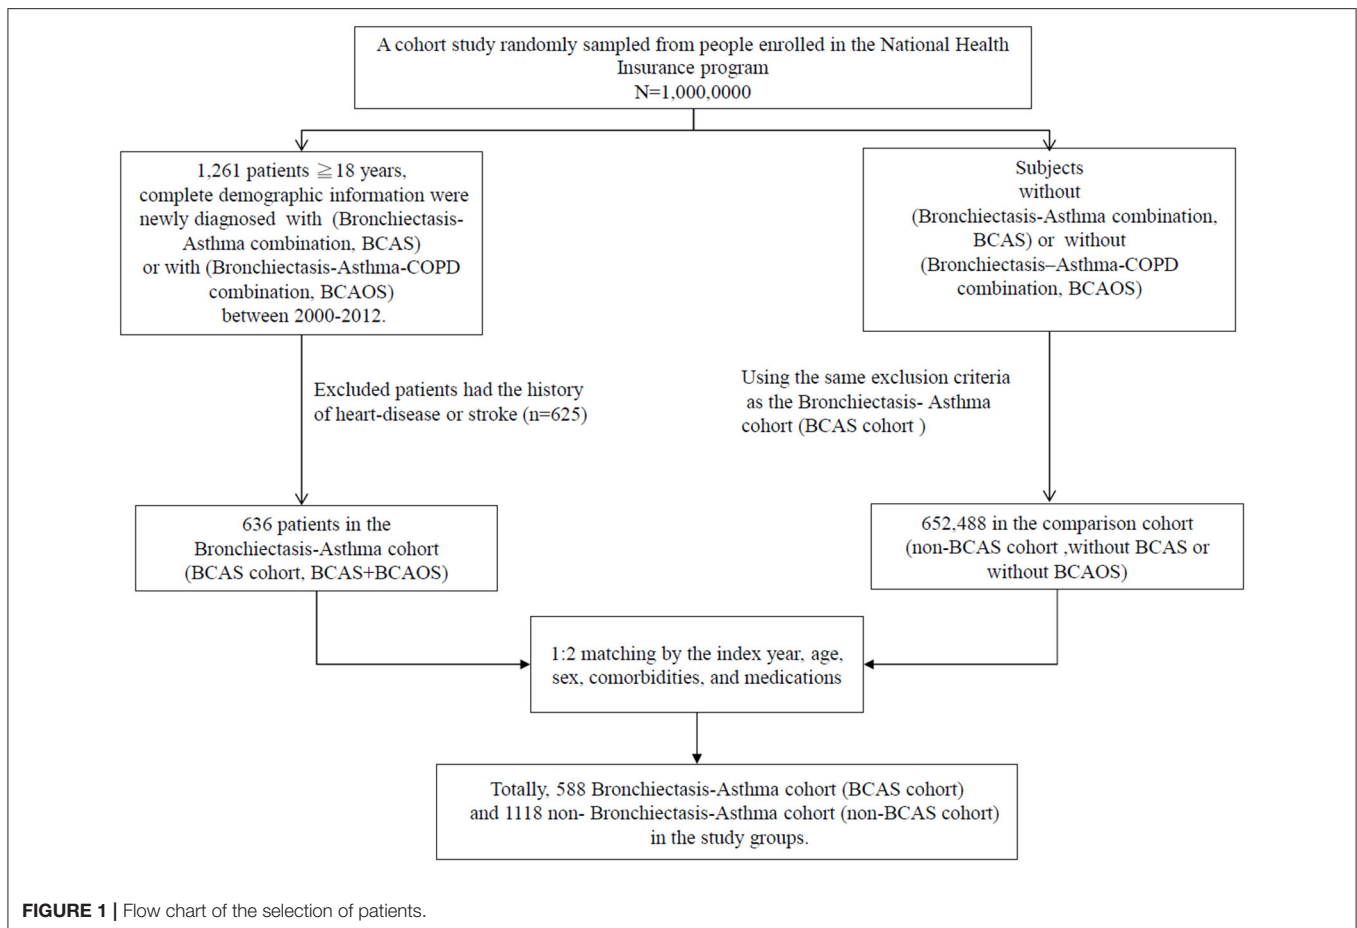 A cohort study randomly sampled from people enrolled in the National Health
Insurance program
N=1,000,0000
1,261 patients ≧18 years,
complete demographic information were
newly diagnosed with (Bronchiectasis-
Asthma combination, BCAS)
or with (Bronchiectasis-Asthma-COPD
combination, BCAOS)
between 2000-2012.
Subjects
without
(Bronchiectasis-Asthma combination,
BCAS) or without
(Bronchiectasis–Asthma-COPD
combination, BCAOS)
Excluded patients had the history
of heart-disease or stroke (n=625)
Using the same exclusion criteria
as the Bronchiectasis- Asthma
cohort (BCAS cohort )
636 patients in the
Bronchiectasis-Asthma cohort
(BCAS cohort, BCAS+BCAOS)
652,488 in the comparison cohort
(non-BCAS cohort ,without BCAS or
without BCAOS)
1:2 matching by the index year, age,
sex, comorbidities, and medications
Totally, 588 Bronchiectasis-Asthma cohort (BCAS cohort)
and 1118 non- Bronchiectasis-Asthma cohort (non-BCAS cohort)
in the study groups.
FIGURE 1 | Flow chart of the selection of patients.